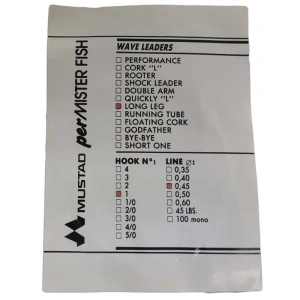 MUSTAD perMISTER FISH
WAVE LEADERS
PERFORMANCE
CORK "L"
ROOTER
SHOCK LEADER
DOUBLE ARM
QUICKLY "L"
LONG LEG
RUNNING TUBE
FLOATING CORK
GODFATHER
BYE-BYE
SHORT ONE
HOOK N°: LINE Ø:
4 0,35
3 0,40
2 0,45
1 0,50
1/0 0,60
2/0 45 LBS.
3/0 100 mono
4/0
5/0